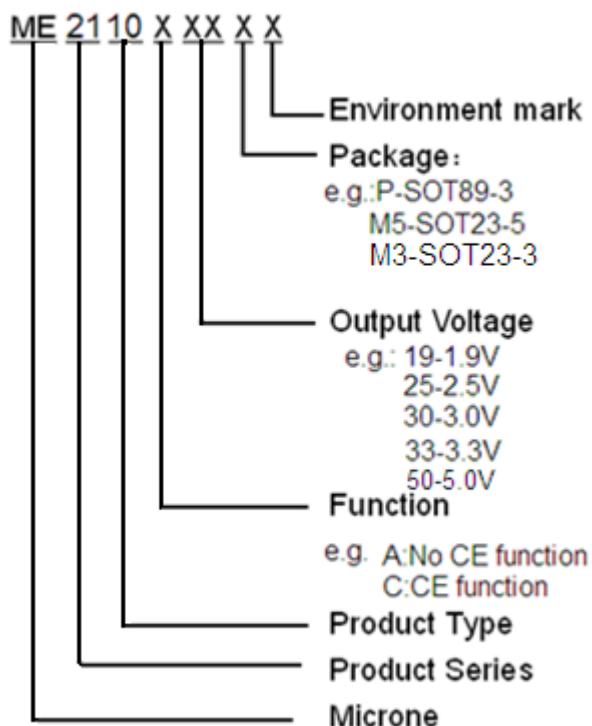 ME 21 10 X XX X X
Environment mark
Package：
e.g.:P-SOT89-3
M5-SOT23-5
M3-SOT23-3
Output Voltage
e.g.: 19-1.9V
25-2.5V
30-3.0V
33-3.3V
50-5.0V
Function
e.g. A:No CE function
C:CE function
Product Type
Product Series
Microne